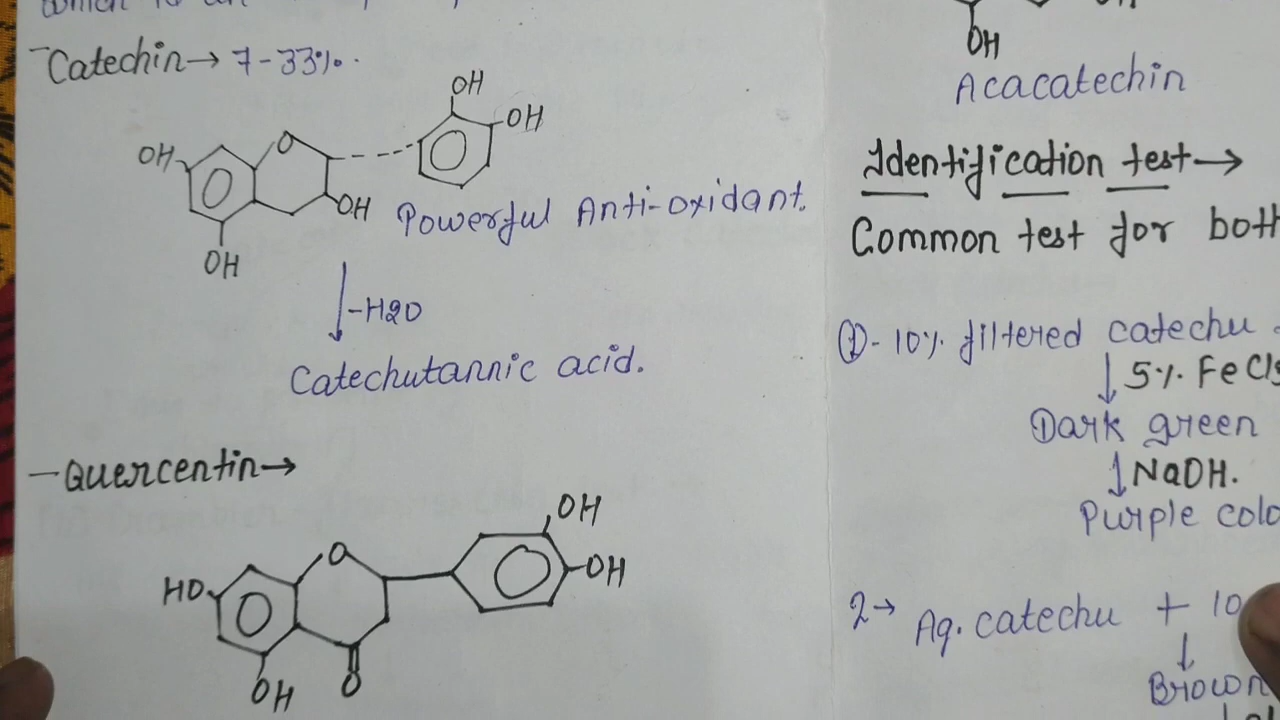 Catechin→ 7-33%.
OH
OH
OH
O
OH
OH
Powerful Anti-oxidant.
-H2O
Catechutannic acid.
- Quercentin→
OH
OH
HO
O
OH
O
OH
Acacatechin
Identification test→
Common test for both
①- 10% filtered catechu
↓ 5% FeCl3
Dark green
↓ NaOH.
Purple colo
2→ Aq. catechu + 10
↓
Brown